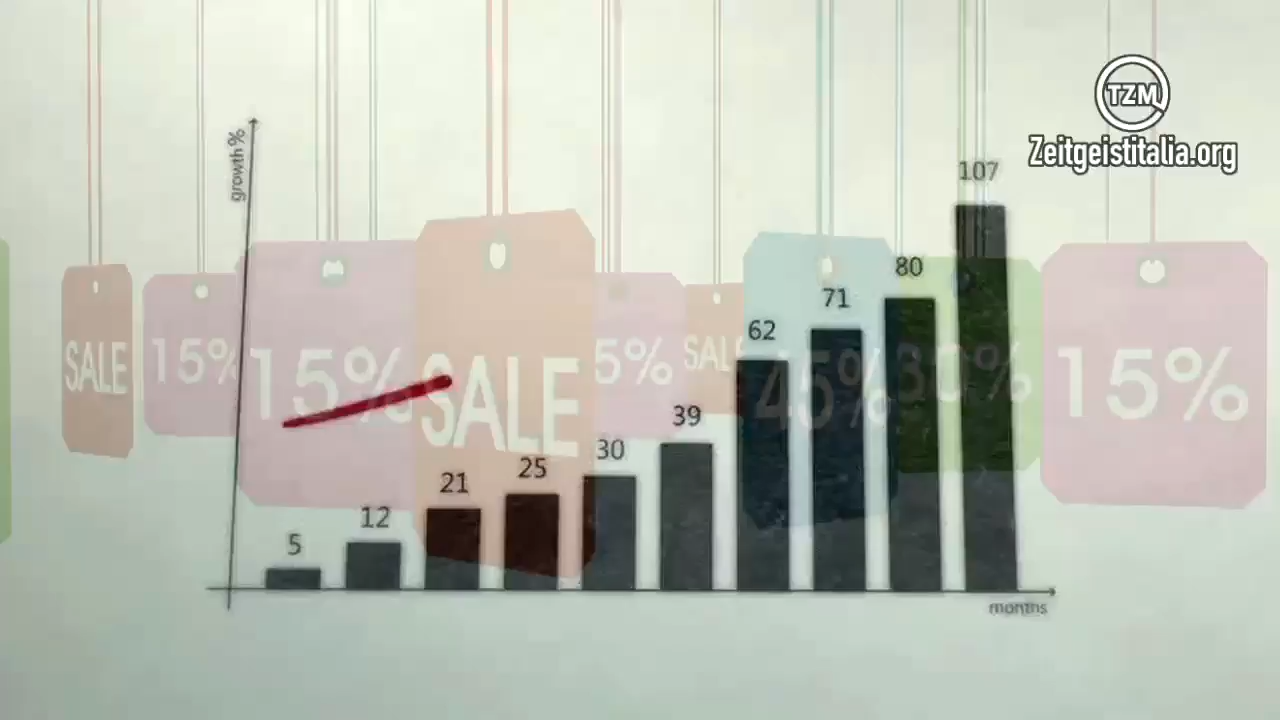 TZM
Zeitgeistitalia.org
growth%
107
80
71
62
39
30
25
21
12
5
SALE
15%
15%
SALE
5%
SAL
45%
30%
15%
months